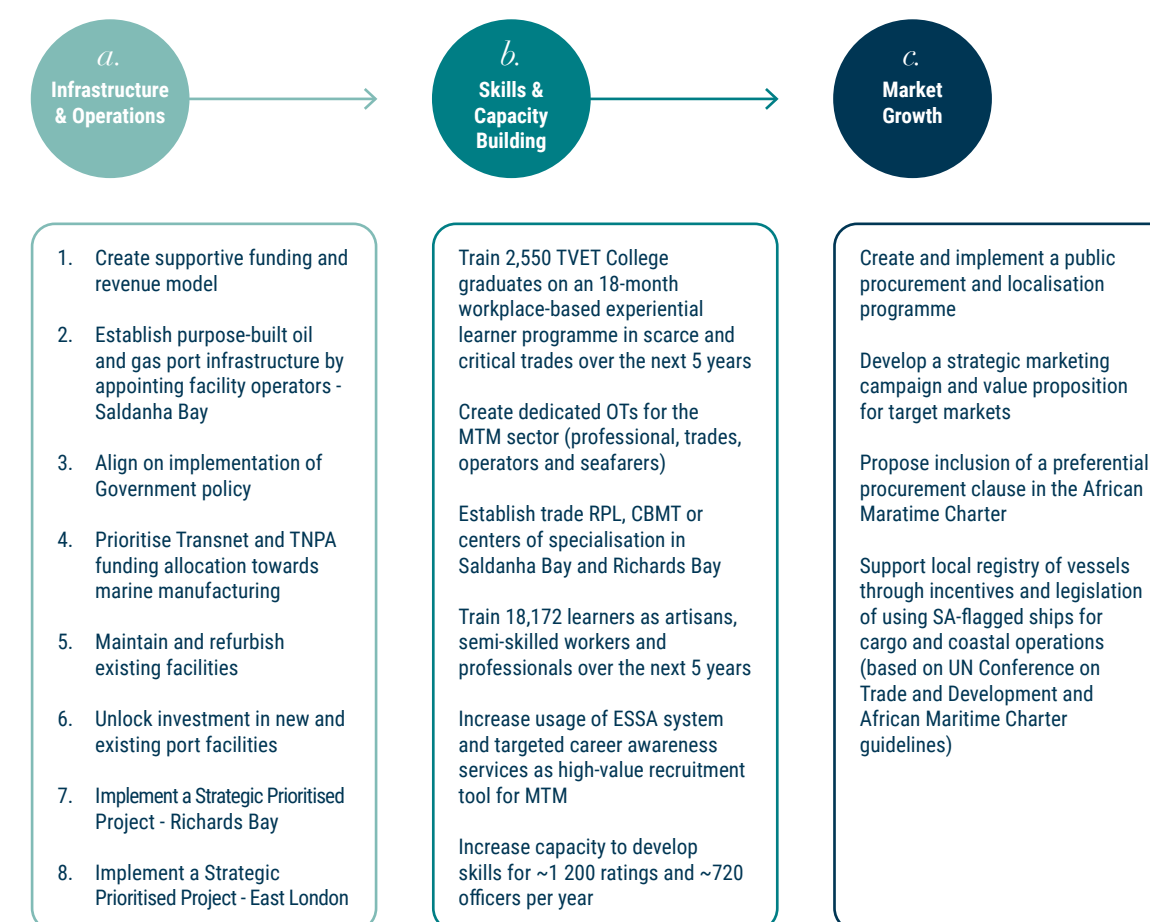 a.
Infrastructure
& Operations
b.
Skills &
Capacity
Building
c.
Market
Growth
1. Create supportive funding and
revenue model
2. Establish purpose-built oil
and gas port infrastructure by
appointing facility operators -
Saldanha Bay
3. Align on implementation of
Government policy
4. Prioritise Transnet and TNPA
funding allocation towards
marine manufacturing
5. Maintain and refurbish
existing facilities
6. Unlock investment in new and
existing port facilities
7. Implement a Strategic Prioritised
Project - Richards Bay
8. Implement a Strategic
Prioritised Project - East London
Train 2,550 TVET College
graduates on an 18-month
workplace-based experiential
learner programme in scarce and
critical trades over the next 5 years
Create dedicated OTs for the
MTM sector (professional, trades,
operators and seafarers)
Establish trade RPL, CBMT or
centers of specialisation in
Saldanha Bay and Richards Bay
Train 18,172 learners as artisans,
semi-skilled workers and
professionals over the next 5 years
Increase usage of ESSA system
and targeted career awareness
services as high-value recruitment
tool for MTM
Increase capacity to develop
skills for ~1 200 ratings and ~720
officers per year
Create and implement a public
procurement and localisation
programme
Develop a strategic marketing
campaign and value proposition
for target markets
Propose inclusion of a preferential
procurement clause in the African
Maratime Charter
Support local registry of vessels
through incentives and legislation
of using SA-flagged ships for
cargo and coastal operations
(based on UN Conference on
Trade and Development and
African Maritime Charter
guidelines)